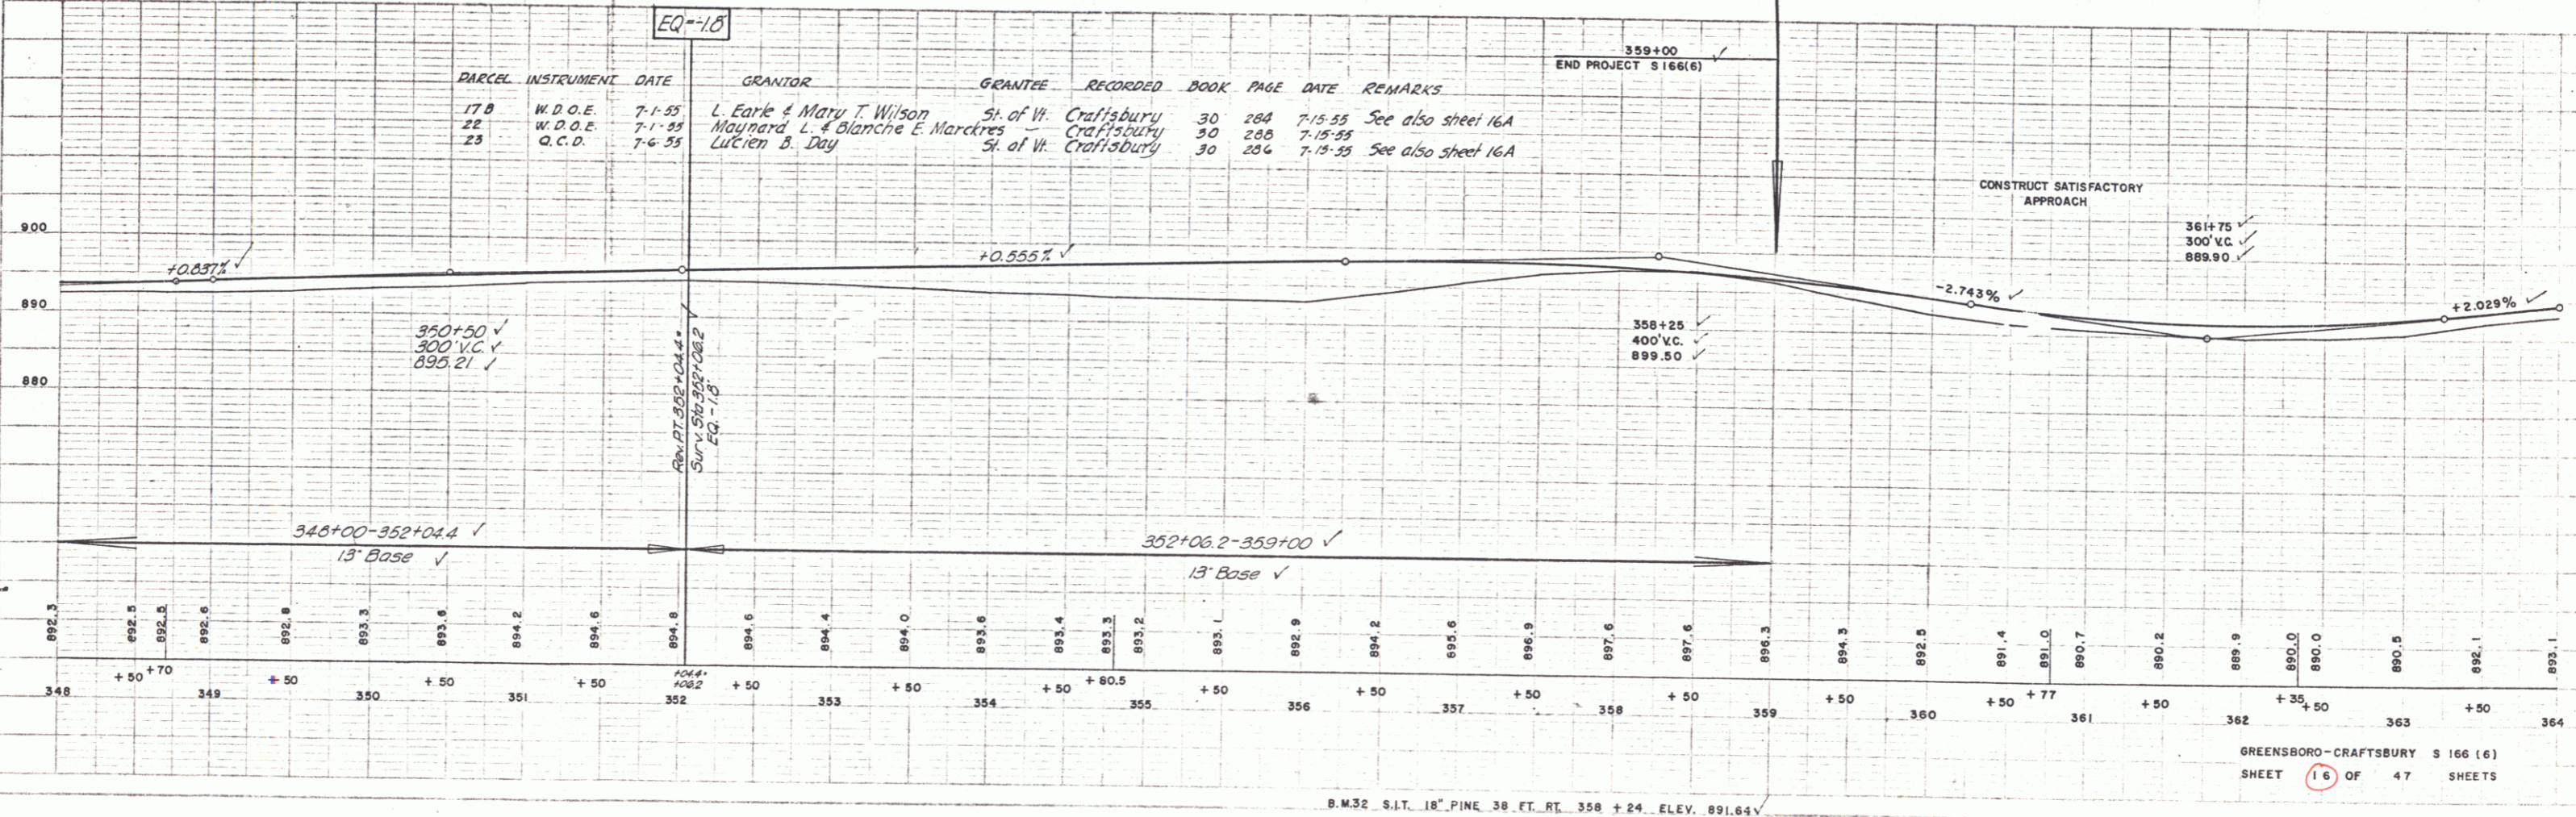 EQ=-1.8
359+00 ✓
END PROJECT S 166(6)
PARCEL INSTRUMENT DATE GRANTOR GRANTEE RECORDED BOOK PAGE DATE REMARKS
17B W.D.O.E. 7-1-55 L. Earle & Mary T. Wilson St. of Vt. Craftsbury 30 284 7-15-55 See also sheet 16A
22 W.D.O.E. 7-1-55 Maynard L. & Blanche E. Marckres — Craftsbury 30 288 7-15-55
23 Q.C.D. 7-6-55 Lucien B. Day St. of Vt. Craftsbury 30 286 7-15-55 See also sheet 16A
CONSTRUCT SATISFACTORY
APPROACH
900
890
880
+0.837% ✓
+0.555% ✓
-2.743% ✓
+2.029% ✓
361+75 ✓
300' V.C. ✓
889.90 ✓
350+50 ✓
300' V.C. ✓
895.21 ✓
358+25 ✓
400' V.C. ✓
899.50 ✓
Rev. P.T. 352+04.4=
Surv. Sta 352+06.2 ✓
EQ. -1.8
348+00-352+04.4 ✓
13" Base ✓
352+06.2-359+00 ✓
13" Base ✓
892.3 892.5 892.5 892.6 892.8 893.3 893.8 894.2 894.6 894.8 894.6 894.4 894.0 893.6 893.4 893.3 893.2 893.1 892.9 894.2 895.6 896.9 897.6 897.6 896.3 894.3 892.5 891.4 891.0 890.7 890.2 889.9 890.0 890.0 890.5 892.1 893.1
348 +50 +70 349 +50 350 +50 351 +50 +04.4= +06.2 352 +50 353 +50 354 +50 +80.5 355 +50 356 +50 357 +50 358 +50 359 +50 360 +50 +77 361 +50 362 +35 +50 363 +50 364
GREENSBORO-CRAFTSBURY S 166 (6)
SHEET 16 OF 47 SHEETS
B.M.32 S.I.T. 18" PINE 38 FT. RT. 358 +24 ELEV. 891.64 ✓